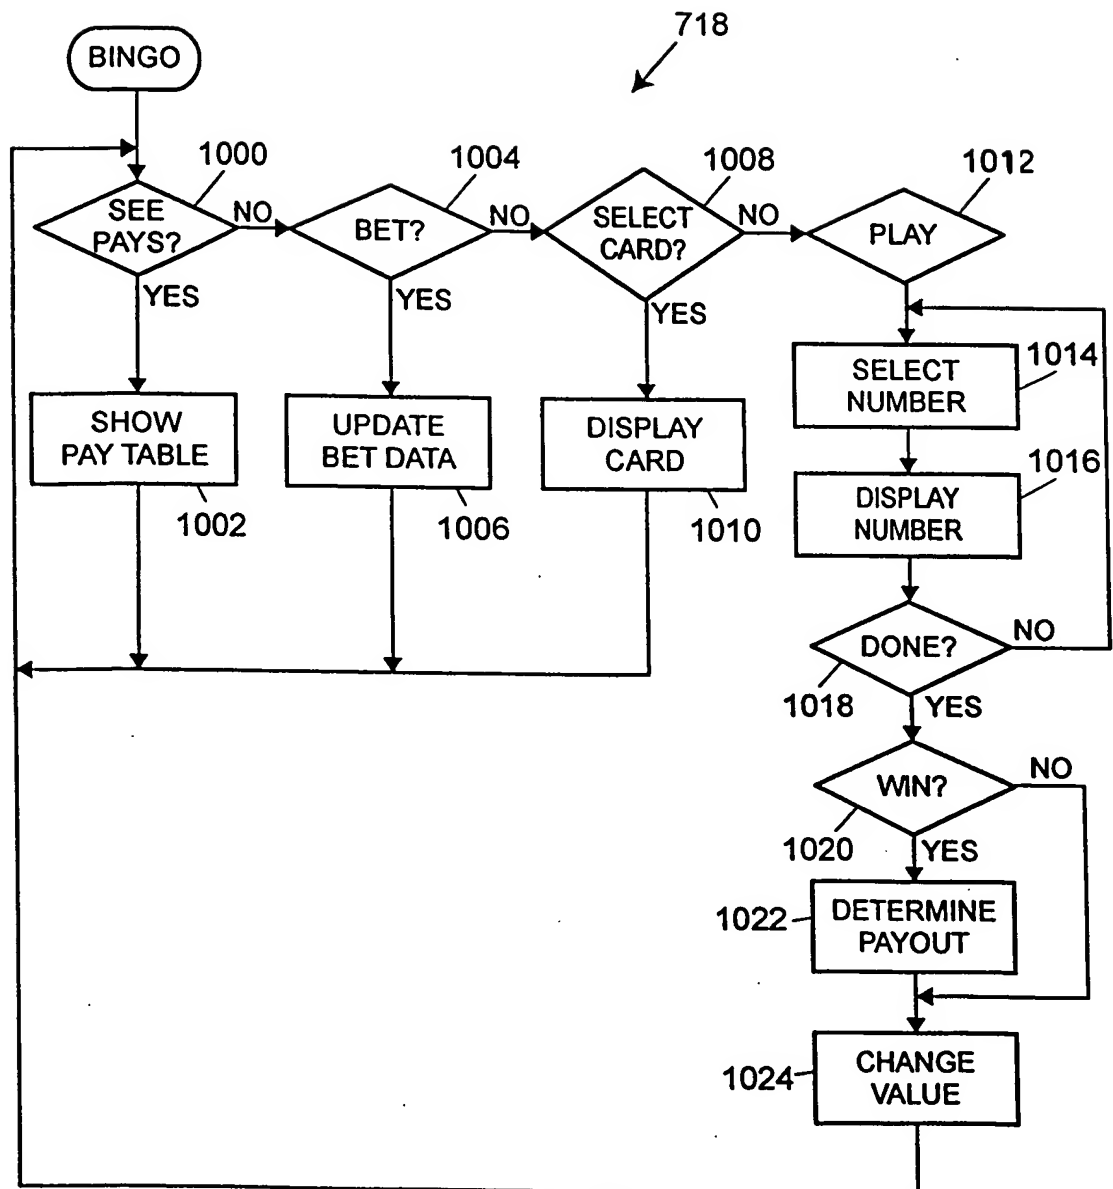 718
BINGO
1000
1004
1008
1012
SEE
PAYS?
NO
BET?
NO
SELECT
CARD?
NO
PLAY
YES
YES
YES
SHOW
PAY TABLE
1002
UPDATE
BET DATA
1006
DISPLAY
CARD
1010
SELECT
NUMBER
1014
DISPLAY
NUMBER
1016
DONE?
NO
1018
YES
WIN?
NO
1020
YES
1022
DETERMINE
PAYOUT
1024
CHANGE
VALUE